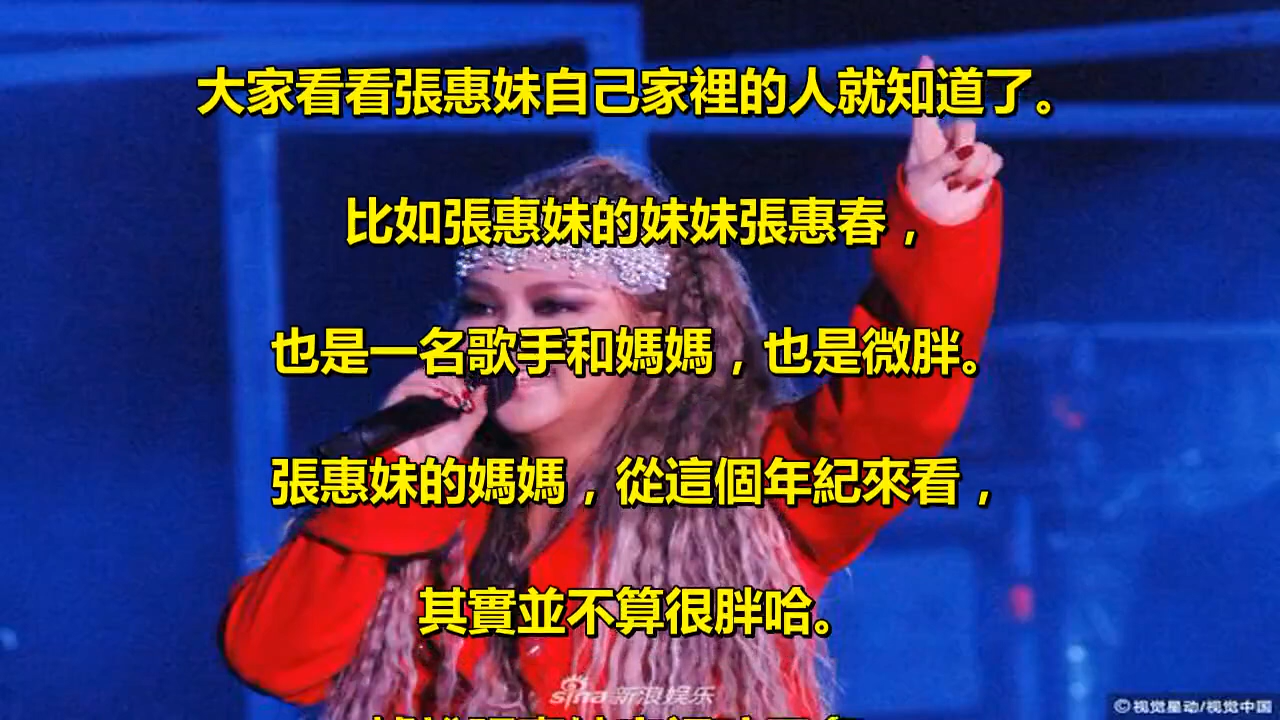 大家看看張惠妹自己家裡的人就知道了。
比如張惠妹的妹妹張惠春，
也是一名歌手和媽媽，也是微胖。
張惠妹的媽媽，從這個年紀來看，
其實並不算很胖哈。
sina新浪娱乐
©视觉星动/视觉中国